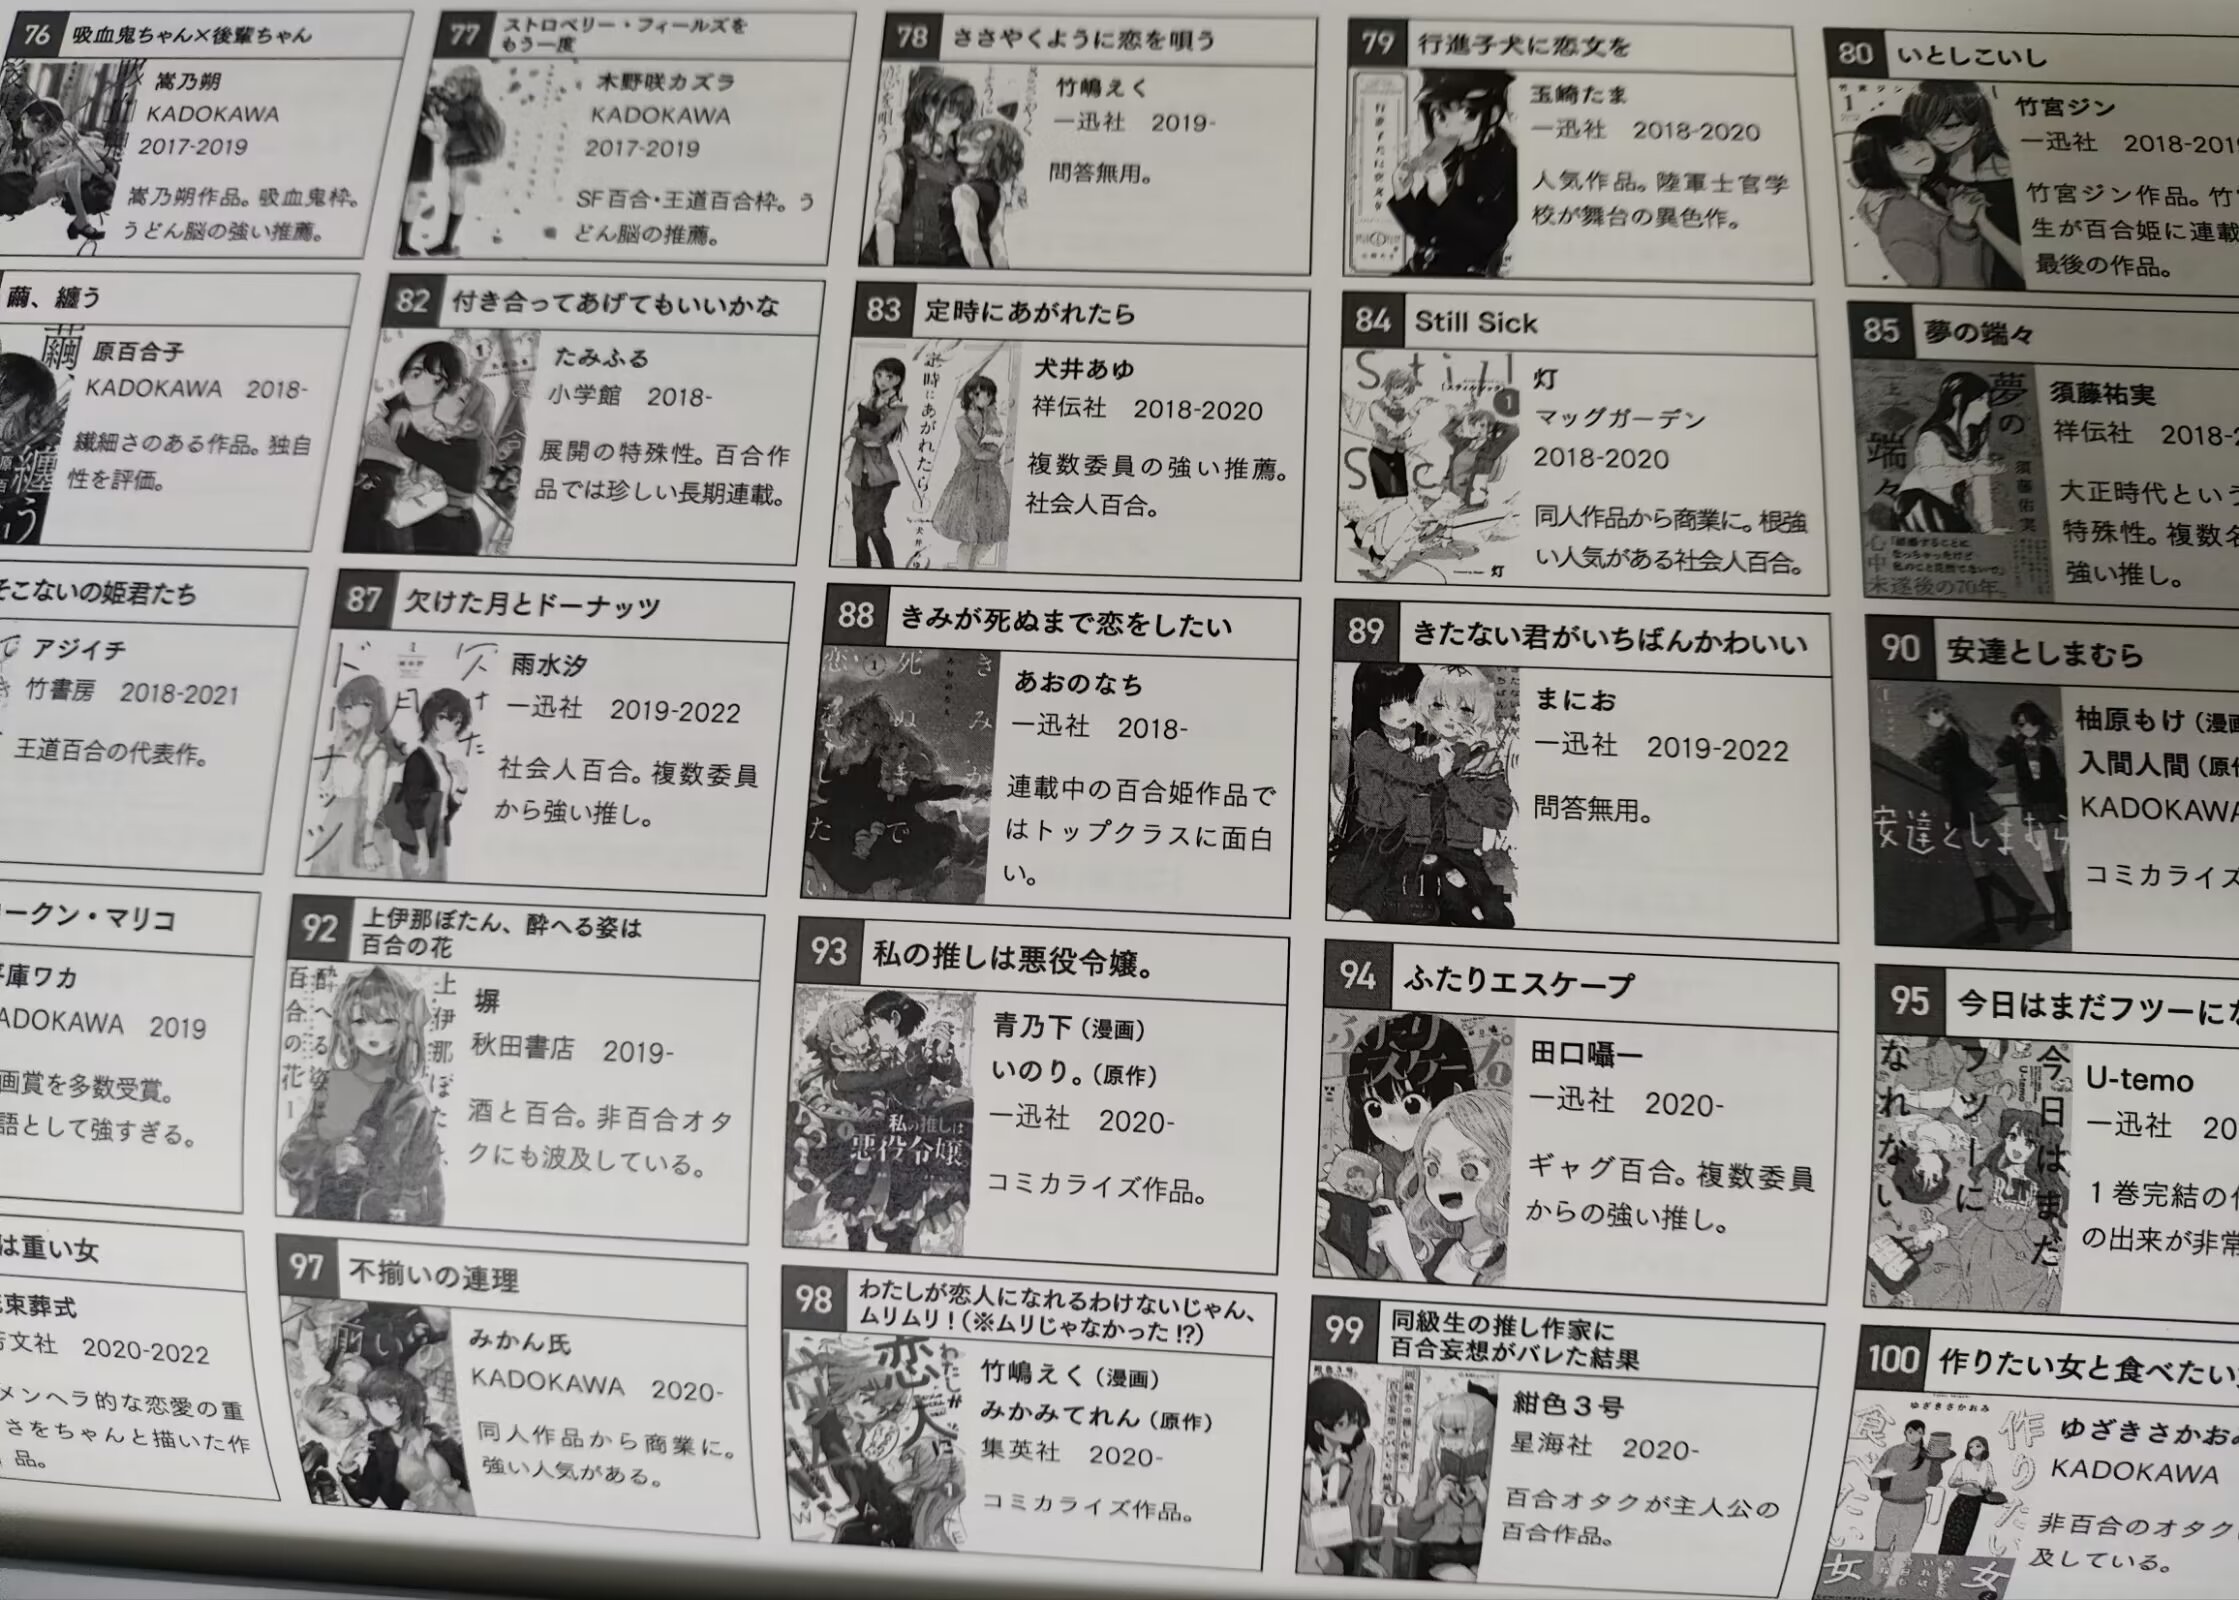 76 吸血鬼ちゃん×後輩ちゃん
嵩乃朔
KADOKAWA
2017-2019
嵩乃朔作品。吸血鬼枠。
うどん脳の強い推薦。
77 ストロベリー・フィールズを
もう一度
木野咲カズラ
KADOKAWA
2017-2019
SF百合・王道百合枠。う
どん脳の推薦。
78 ささやくように恋を唄う
竹嶋えく
一迅社 2019-
問答無用。
79 行進子犬に恋文を
玉崎たま
一迅社 2018-2020
人気作品。陸軍士官学
校が舞台の異色作。
80 いとしこいし
竹宮ジン
一迅社 2018-201
竹宮ジン作品。竹
生が百合姫に連載
最後の作品。
繭、纏う
原百合子
KADOKAWA 2018-
繊細さのある作品。独自
性を評価。
82 付き合ってあげてもいいかな
たみふる
小学館 2018-
展開の特殊性。百合作
品では珍しい長期連載。
83 定時にあがれたら
犬井あゆ
祥伝社 2018-2020
複数委員の強い推薦。
社会人百合。
84 Still Sick
灯
マッグガーデン
2018-2020
同人作品から商業に。根強
い人気がある社会人百合。
85 夢の端々
須藤祐実
祥伝社 2018-
大正時代という
特殊性。複数名
強い推し。
そこないの姫君たち
アジイチ
竹書房 2018-2021
王道百合の代表作。
87 欠けた月とドーナッツ
雨水汐
一迅社 2019-2022
社会人百合。複数委員
から強い推し。
88 きみが死ぬまで恋をしたい
あおのなち
一迅社 2018-
連載中の百合姫作品で
はトップクラスに面白
い。
89 きたない君がいちばんかわいい
まにお
一迅社 2019-2022
問答無用。
90 安達としまむら
柚原もけ（漫画
入間人間（原作
KADOKAWA
コミカライズ
ークン・マリコ
庫ワカ
ADOKAWA 2019
画賞を多数受賞。
語として強すぎる。
92 上伊那ぼたん、酔へる姿は
百合の花
塀
秋田書店 2019-
酒と百合。非百合オタ
クにも波及している。
93 私の推しは悪役令嬢。
青乃下（漫画）
いのり。（原作）
一迅社 2020-
コミカライズ作品。
94 ふたりエスケープ
田口囁一
一迅社 2020-
ギャグ百合。複数委員
からの強い推し。
95 今日はまだフツーにな
U-temo
一迅社 20
1巻完結の作
の出来が非常
は重い女
束葬式
芳文社 2020-2022
メンヘラ的な恋愛の重
さをちゃんと描いた作
品。
97 不揃いの連理
みかん氏
KADOKAWA 2020-
同人作品から商業に。
強い人気がある。
98 わたしが恋人になれるわけないじゃん、
ムリムリ！（※ムリじゃなかった!?）
竹嶋えく（漫画）
みかみてれん（原作）
集英社 2020-
コミカライズ作品。
99 同級生の推し作家に
百合妄想がバレた結果
紺色3号
星海社 2020-
百合オタクが主人公の
百合作品。
100 作りたい女と食べたい
ゆざきさかおみ
KADOKAWA
非百合のオタク
及している。